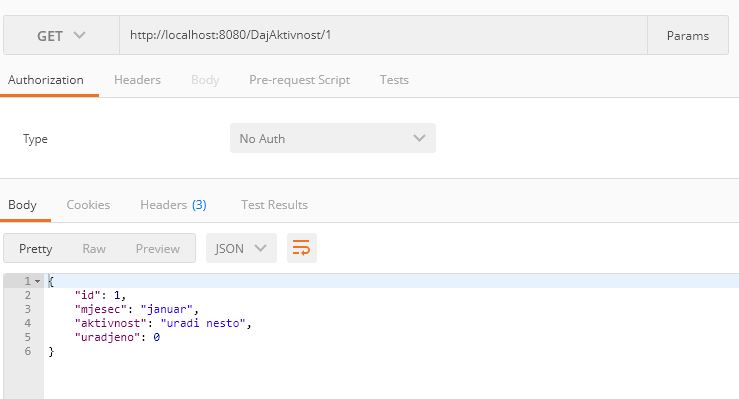 GET http://localhost:8080/DajAktivnost/1 Params
Authorization Headers Body Pre-request Script Tests
Type No Auth
Body Cookies Headers (3) Test Results
Pretty Raw Preview JSON
1 {
2 "id": 1,
3 "mjesec": "januar",
4 "aktivnost": "uradi nesto",
5 "uradjeno": 0
6 }